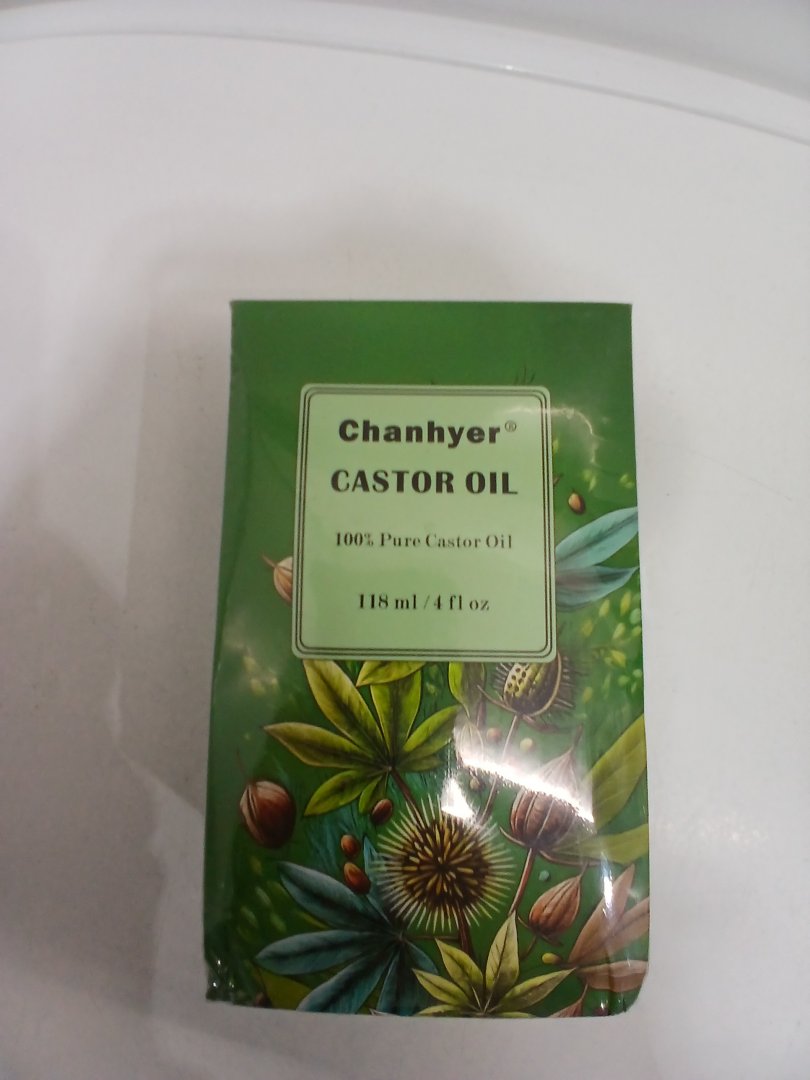 Chanhyer®
CASTOR OIL
100% Pure Castor Oil
118 ml / 4 fl oz